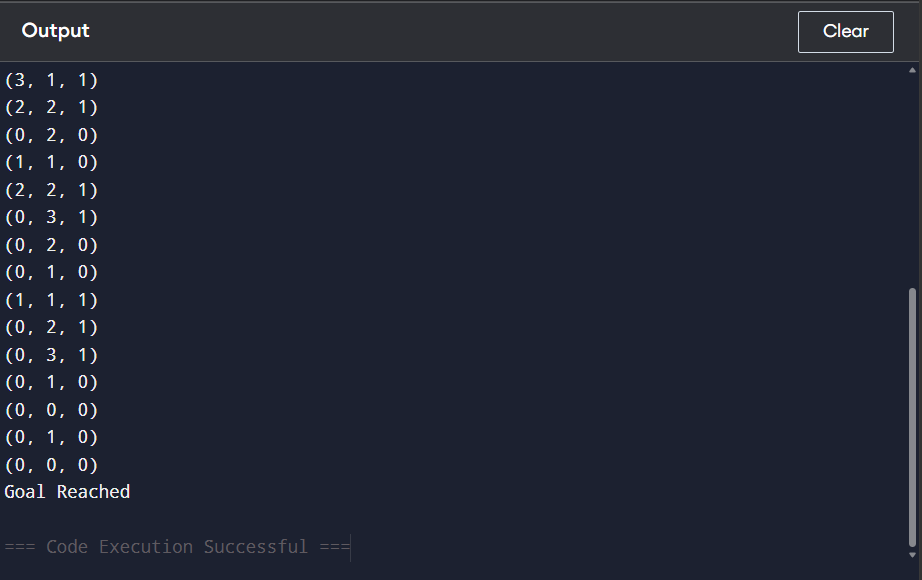 Output
Clear
(3, 1, 1)
(2, 2, 1)
(0, 2, 0)
(1, 1, 0)
(2, 2, 1)
(0, 3, 1)
(0, 2, 0)
(0, 1, 0)
(1, 1, 1)
(0, 2, 1)
(0, 3, 1)
(0, 1, 0)
(0, 0, 0)
(0, 1, 0)
(0, 0, 0)
Goal Reached
=== Code Execution Successful ===